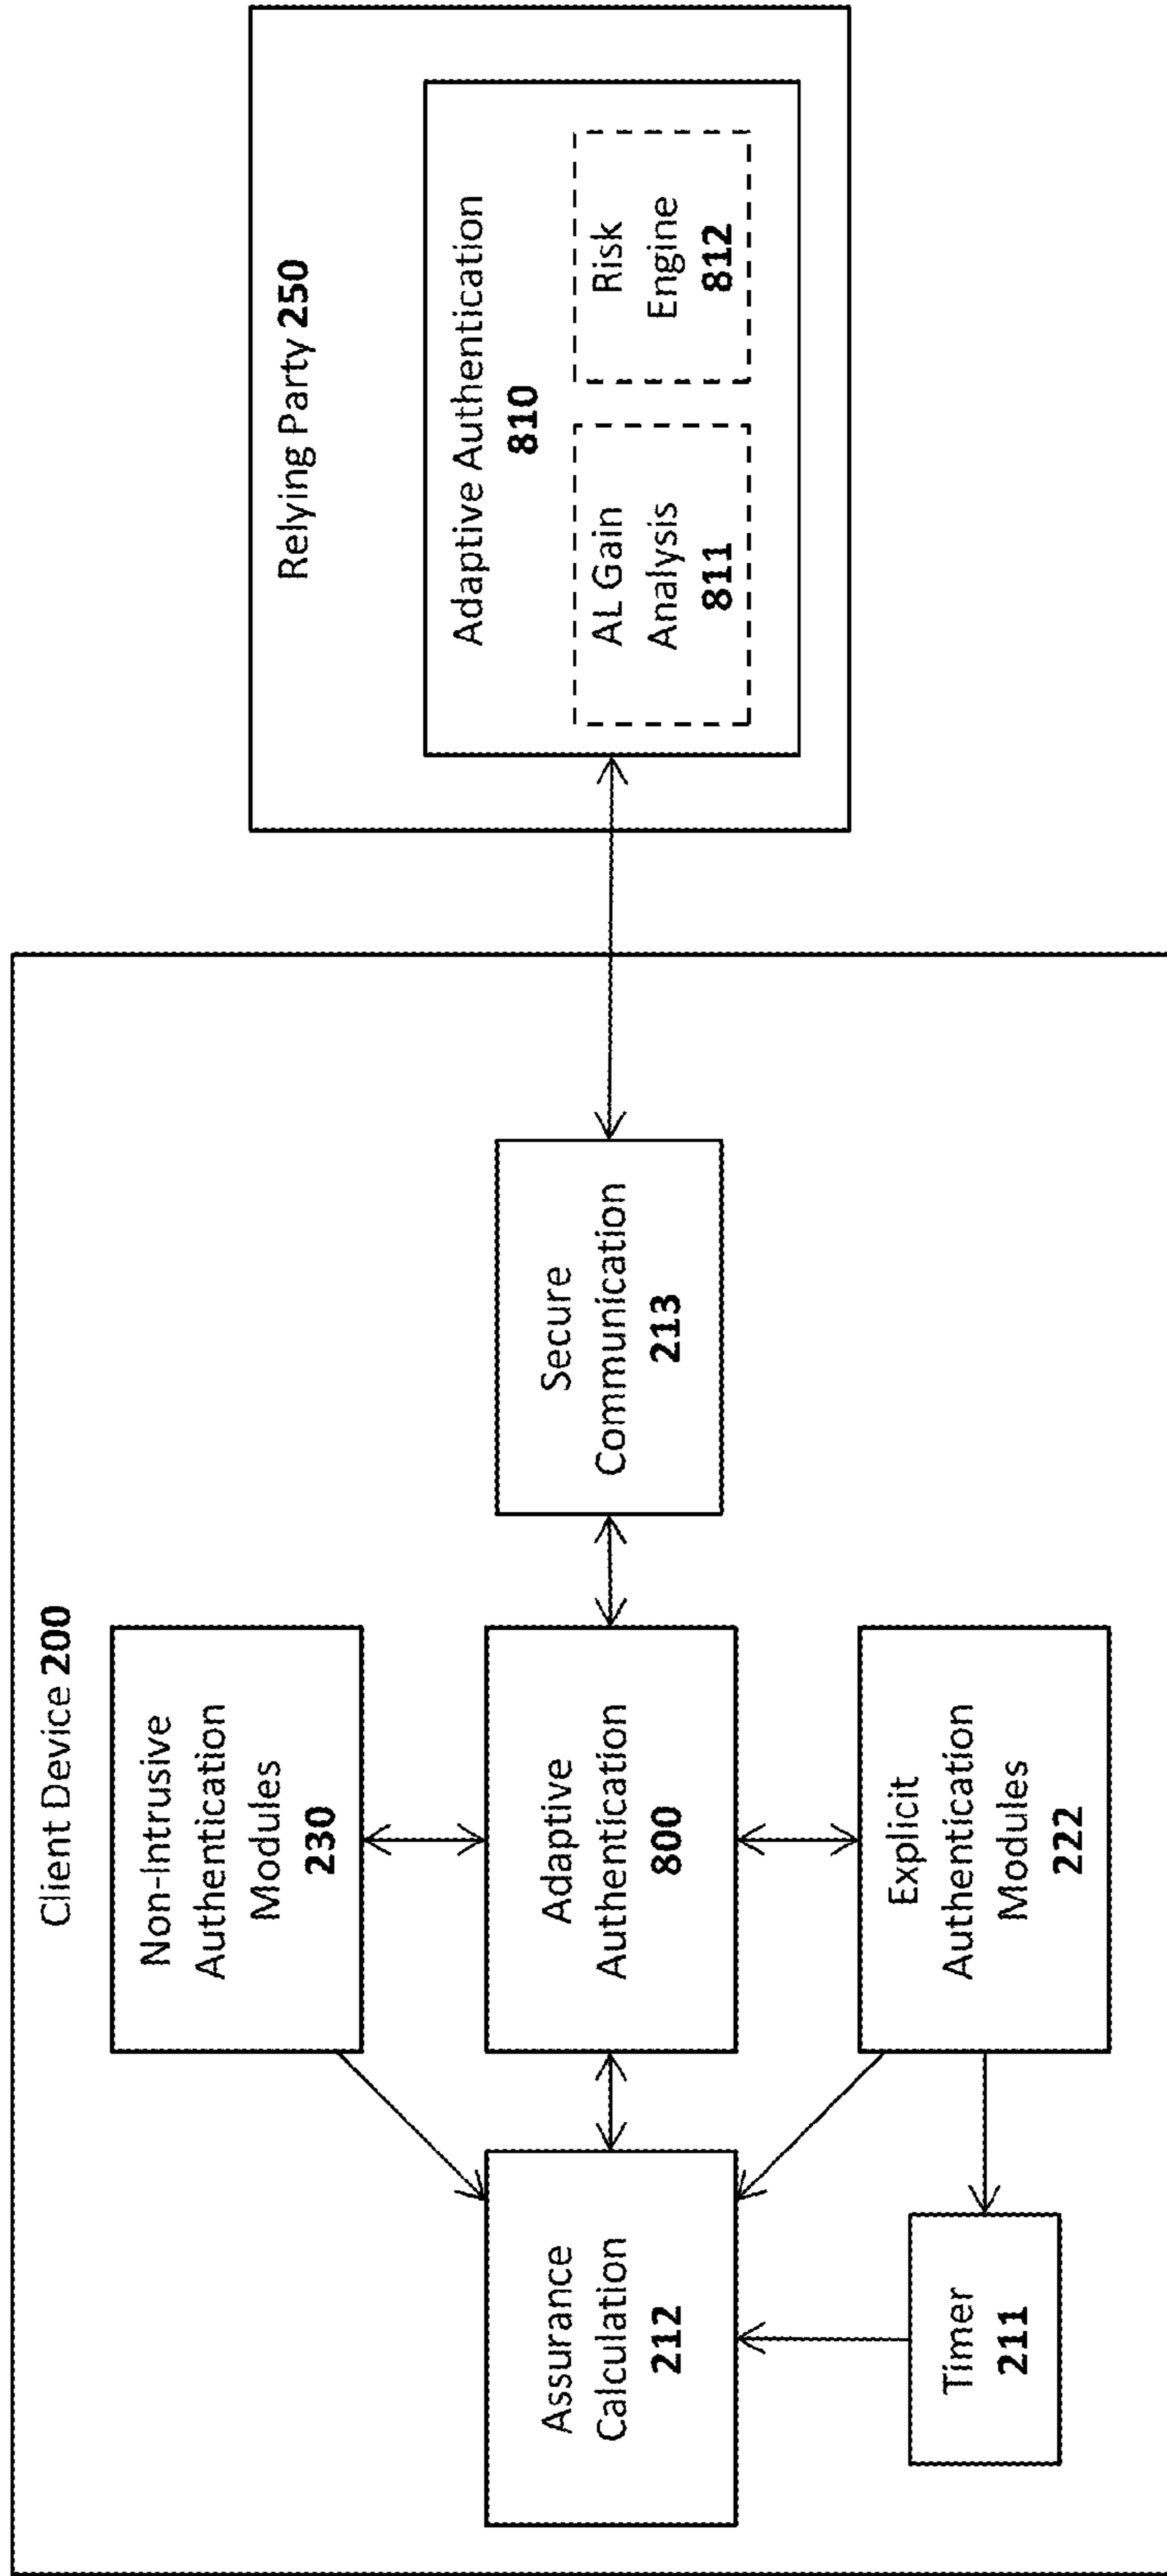 Client Device 200
Non-Intrusive
Authentication
Modules
230
Assurance
Calculation
212
Adaptive
Authentication
800
Secure
Communication
213
Timer
211
Explicit
Authentication
Modules
222
Relying Party 250
Adaptive Authentication
810
AL Gain
Analysis
811
Risk
Engine
812